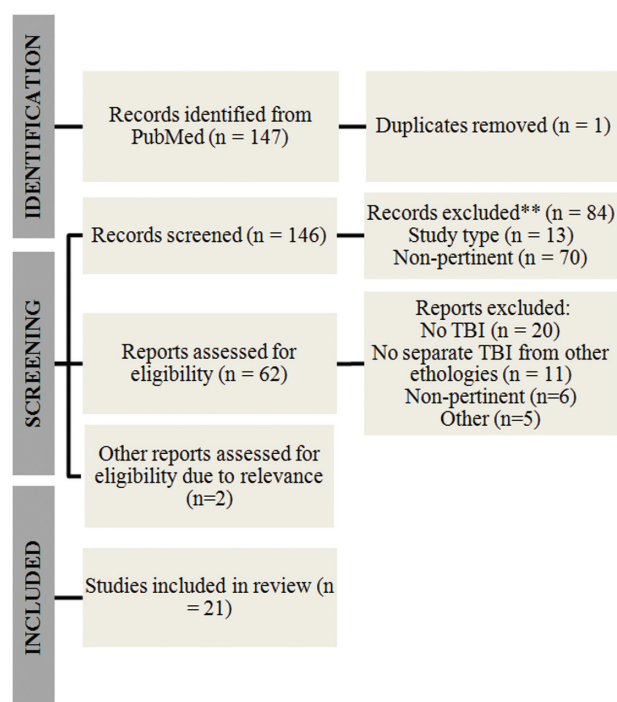 IDENTIFICATION
Records identified from
PubMed (n = 147)
Duplicates removed (n = 1)
SCREENING
Records screened (n = 146)
Records excluded** (n = 84)
Study type (n = 13)
Non-pertinent (n = 70)
Reports assessed for
eligibility (n = 62)
Reports excluded:
No TBI (n = 20)
No separate TBI from other
ethologies (n = 11)
Non-pertinent (n=6)
Other (n=5)
Other reports assessed for
eligibility due to relevance
(n=2)
INCLUDED
Studies included in review (n
= 21)